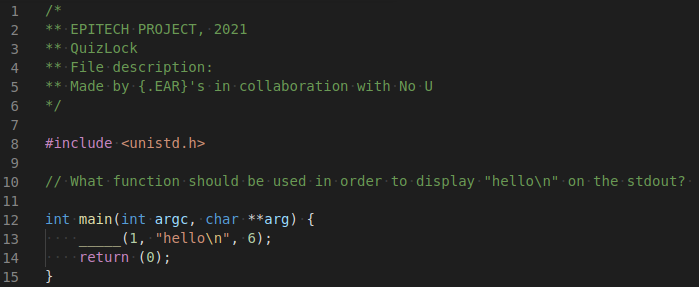 1 /*
2 ** EPITECH PROJECT, 2021
3 ** QuizLock
4 ** File description:
5 ** Made by {.EAR}'s in collaboration with No U
6 */
7
8 #include <unistd.h>
9
10 // What function should be used in order to display "hello\n" on the stdout?
11
12 int main(int argc, char **arg) {
13     _____(1, "hello\n", 6);
14     return (0);
15 }